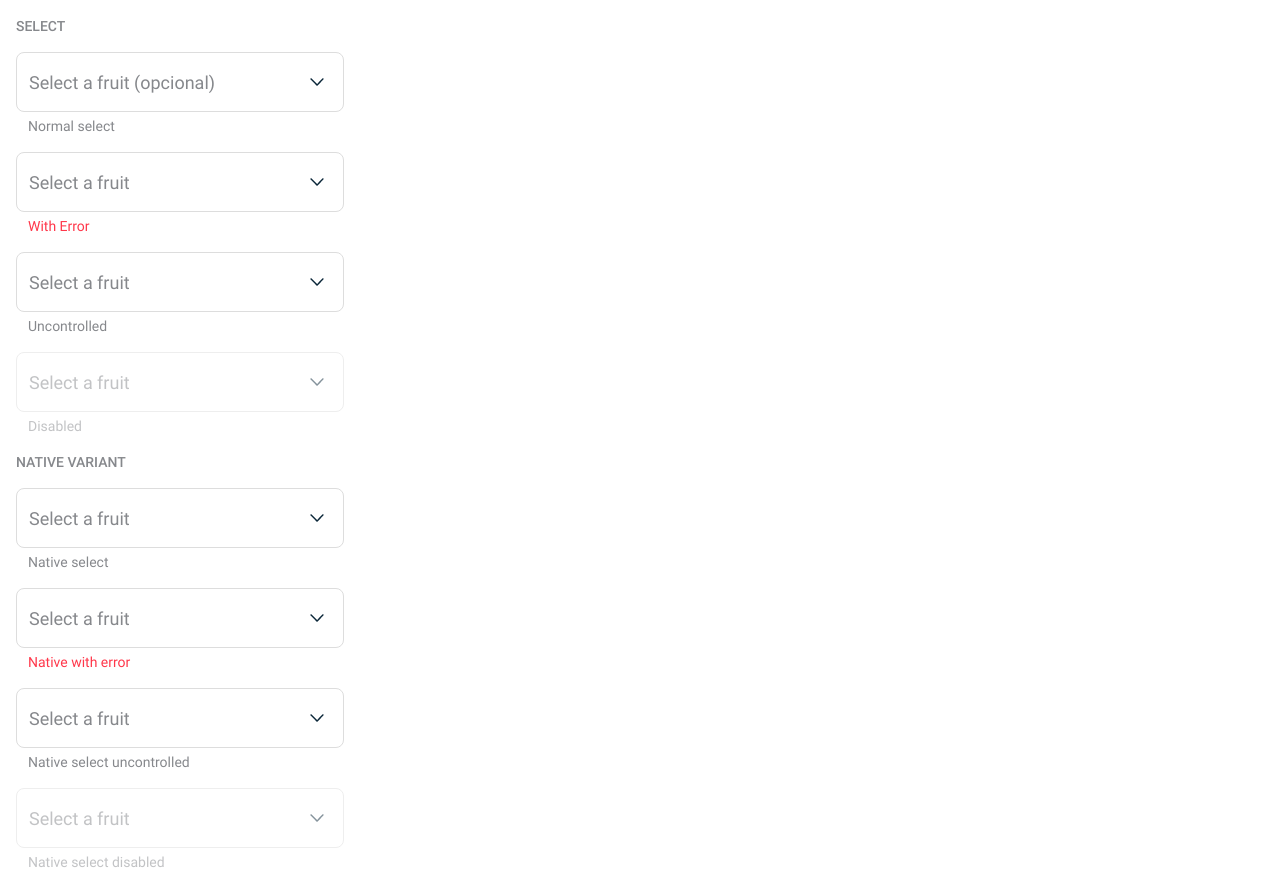 SELECT
Select a fruit (opcional)
Normal select
Select a fruit
With Error
Select a fruit
Uncontrolled
Select a fruit
Disabled
NATIVE VARIANT
Select a fruit
Native select
Select a fruit
Native with error
Select a fruit
Native select uncontrolled
Select a fruit
Native select disabled